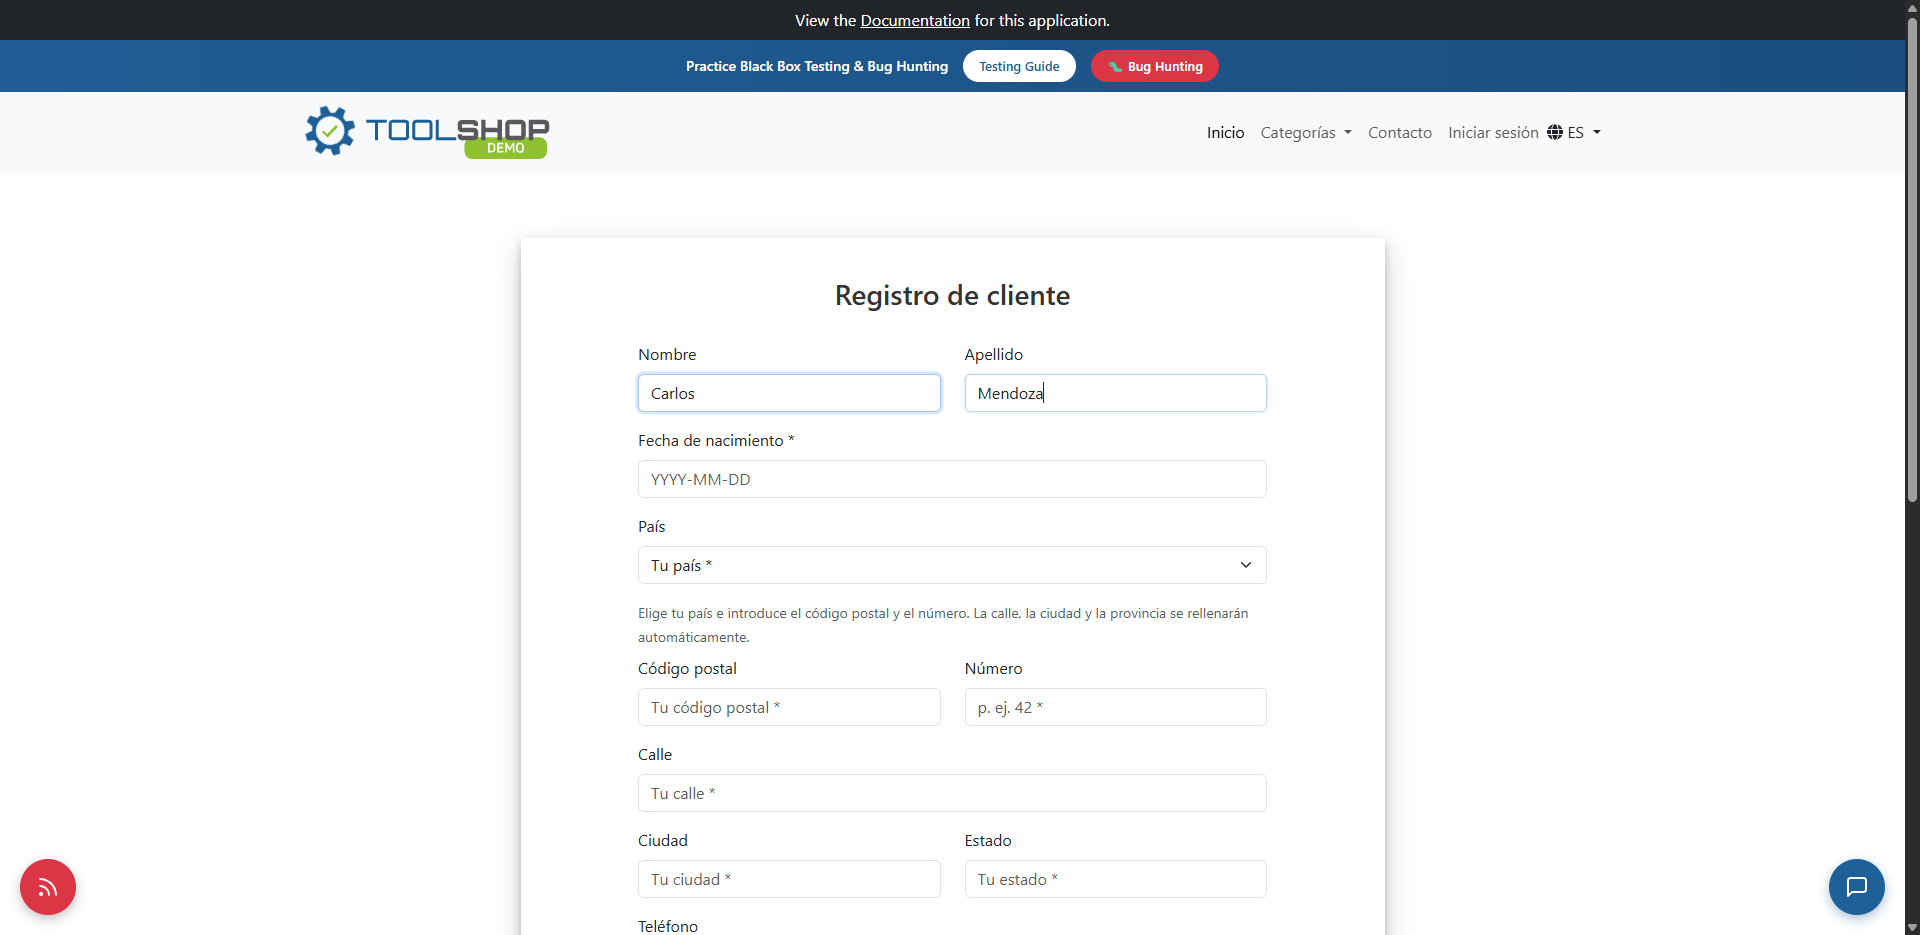 View the Documentation for this application.
Practice Black Box Testing & Bug Hunting Testing Guide Bug Hunting
TOOLSHOP
DEMO
Inicio Categorías Contacto Iniciar sesión ES
Registro de cliente
Nombre Apellido
Carlos Mendoza
Fecha de nacimiento *
YYYY-MM-DD
País
Tu país *
Elige tu país e introduce el código postal y el número. La calle, la ciudad y la provincia se rellenarán
automáticamente.
Código postal Número
Tu código postal * p. ej. 42 *
Calle
Tu calle *
Ciudad Estado
Tu ciudad * Tu estado *
Teléfono